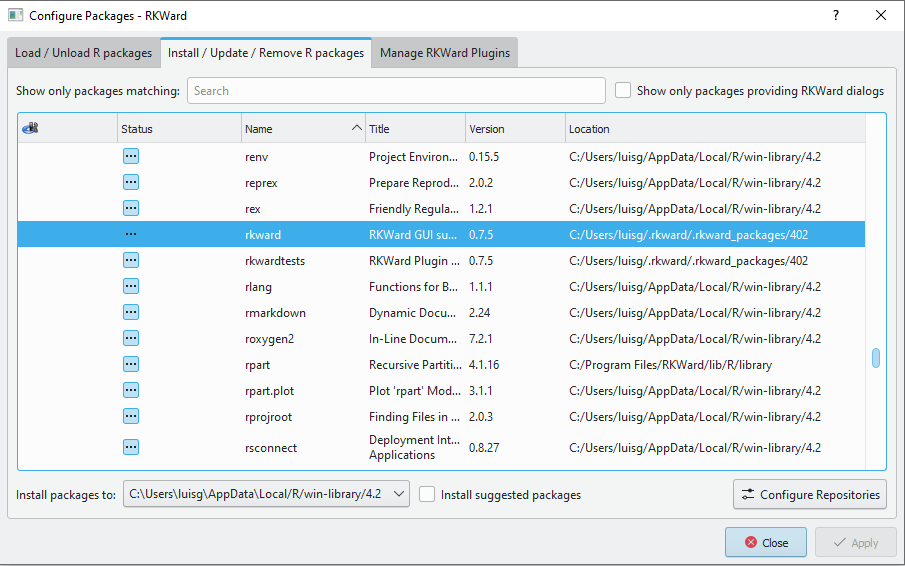 Configure Packages - RKWard
Load / Unload R packages Install / Update / Remove R packages Manage RKWard Plugins
Show only packages matching: Search Show only packages providing RKWard dialogs
Status Name Title Version Location
renv Project Environ... 0.15.5 C:/Users/luisg/AppData/Local/R/win-library/4.2
reprex Prepare Reprod... 2.0.2 C:/Users/luisg/AppData/Local/R/win-library/4.2
rex Friendly Regula... 1.2.1 C:/Users/luisg/AppData/Local/R/win-library/4.2
rkward RKWard GUI su... 0.7.5 C:/Users/luisg/.rkward/.rkward_packages/402
rkwardtests RKWard Plugin ... 0.7.5 C:/Users/luisg/.rkward/.rkward_packages/402
rlang Functions for B... 1.1.1 C:/Users/luisg/AppData/Local/R/win-library/4.2
rmarkdown Dynamic Docu... 2.24 C:/Users/luisg/AppData/Local/R/win-library/4.2
roxygen2 In-Line Docum... 7.2.1 C:/Users/luisg/AppData/Local/R/win-library/4.2
rpart Recursive Partiti... 4.1.16 C:/Program Files/RKWard/lib/R/library
rpart.plot Plot 'rpart' Mod... 3.1.1 C:/Users/luisg/AppData/Local/R/win-library/4.2
rprojroot Finding Files in ... 2.0.3 C:/Users/luisg/AppData/Local/R/win-library/4.2
rsconnect Deployment Int... 0.8.27 C:/Users/luisg/AppData/Local/R/win-library/4.2
Applications
Install packages to: C:\Users\luisg\AppData\Local/R/win-library/4.2 Install suggested packages Configure Repositories
Close Apply